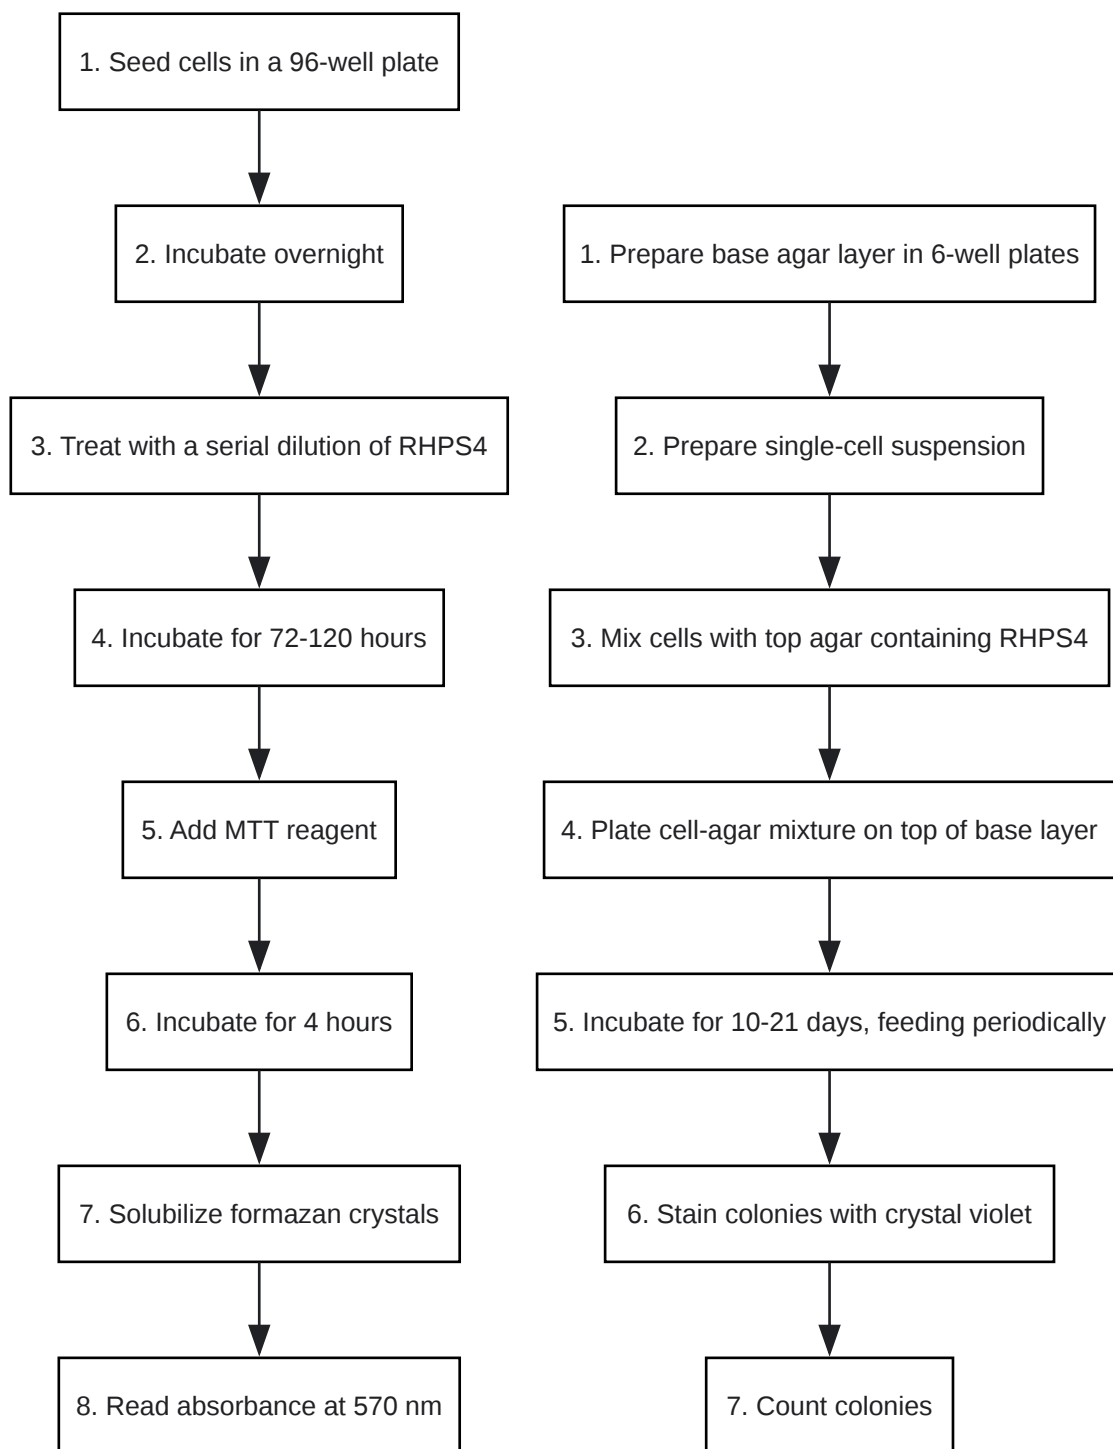 1. Seed cells in a 96-well plate
2. Incubate overnight
3. Treat with a serial dilution of RHPS4
4. Incubate for 72-120 hours
5. Add MTT reagent
6. Incubate for 4 hours
7. Solubilize formazan crystals
8. Read absorbance at 570 nm
1. Prepare base agar layer in 6-well plates
2. Prepare single-cell suspension
3. Mix cells with top agar containing RHPS4
4. Plate cell-agar mixture on top of base layer
5. Incubate for 10-21 days, feeding periodically
6. Stain colonies with crystal violet
7. Count colonies